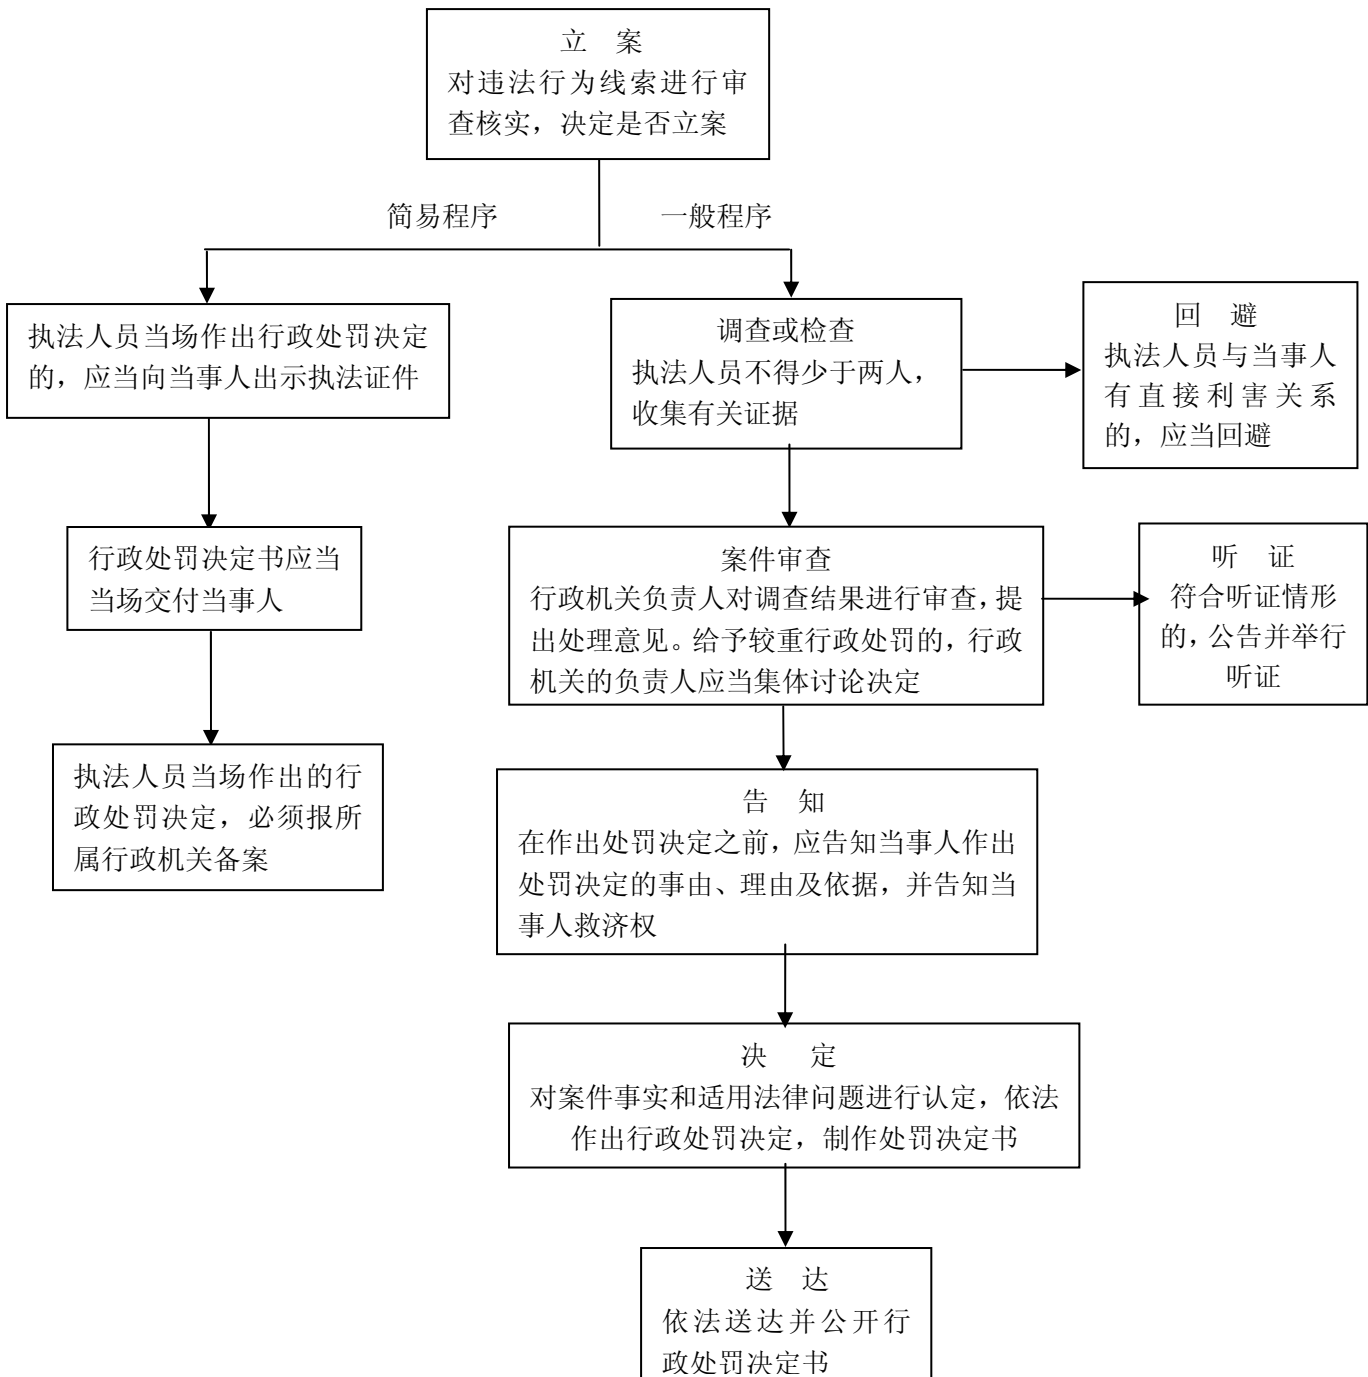 立 案
对违法行为线索进行审
查核实，决定是否立案
简易程序
一般程序
执法人员当场作出行政处罚决定
的，应当向当事人出示执法证件
调查或检查
执法人员不得少于两人，
收集有关证据
回 避
执法人员与当事人
有直接利害关系
的，应当回避
行政处罚决定书应当
当场交付当事人
案件审查
行政机关负责人对调查结果进行审查，提
出处理意见。给予较重行政处罚的，行政
机关的负责人应当集体讨论决定
听 证
符合听证情形
的，公告并举行
听证
执法人员当场作出的行
政处罚决定，必须报所
属行政机关备案
告 知
在作出处罚决定之前，应告知当事人作出
处罚决定的事由、理由及依据，并告知当
事人救济权
决 定
对案件事实和适用法律问题进行认定，依法
作出行政处罚决定，制作处罚决定书
送 达
依法送达并公开行
政处罚决定书